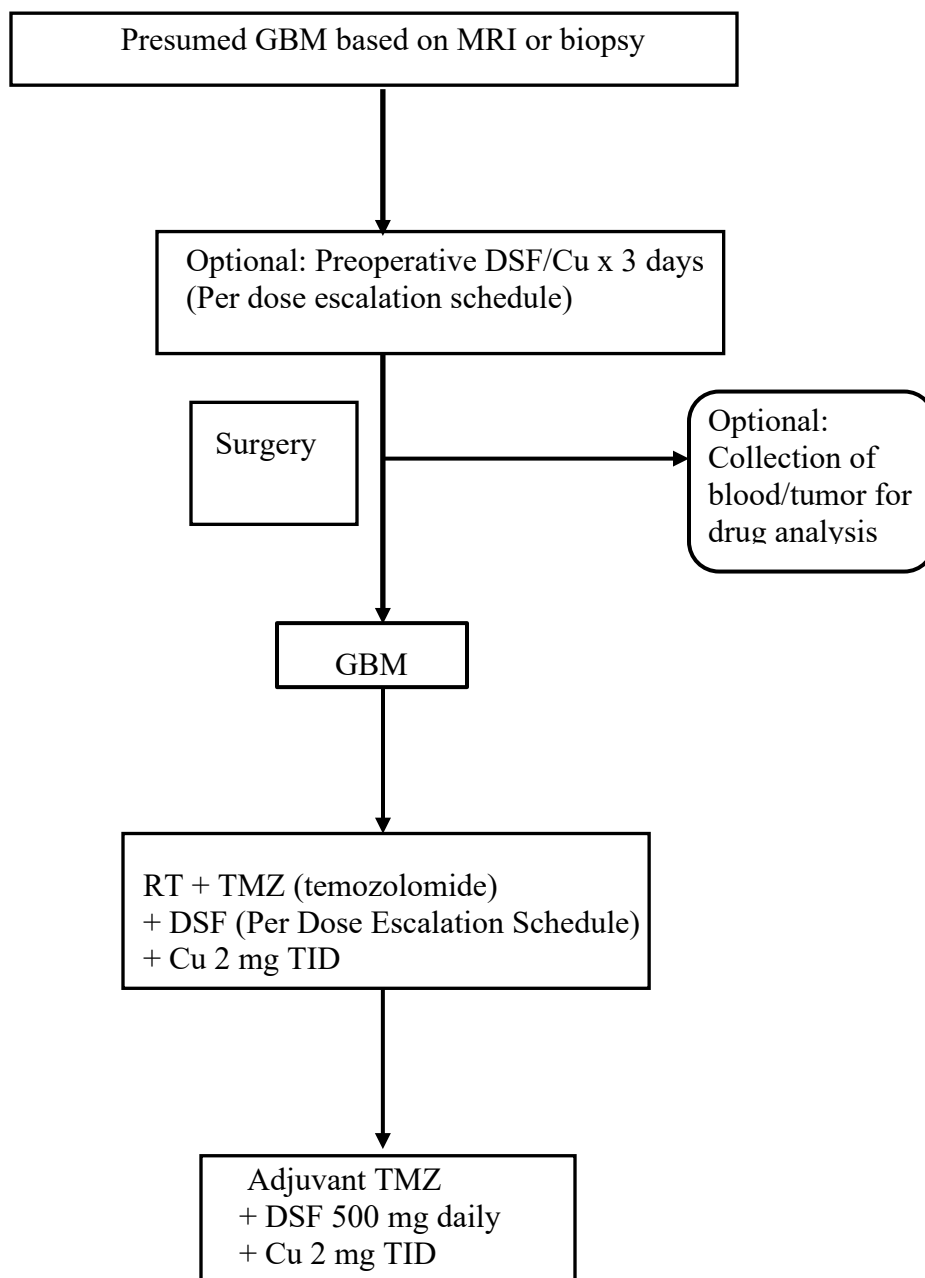 Presumed GBM based on MRI or biopsy
Optional: Preoperative DSF/Cu x 3 days
(Per dose escalation schedule)
Surgery
Optional:
Collection of
blood/tumor for
drug analysis
GBM
RT + TMZ (temozolomide)
+ DSF (Per Dose Escalation Schedule)
+ Cu 2 mg TID
Adjuvant TMZ
+ DSF 500 mg daily
+ Cu 2 mg TID